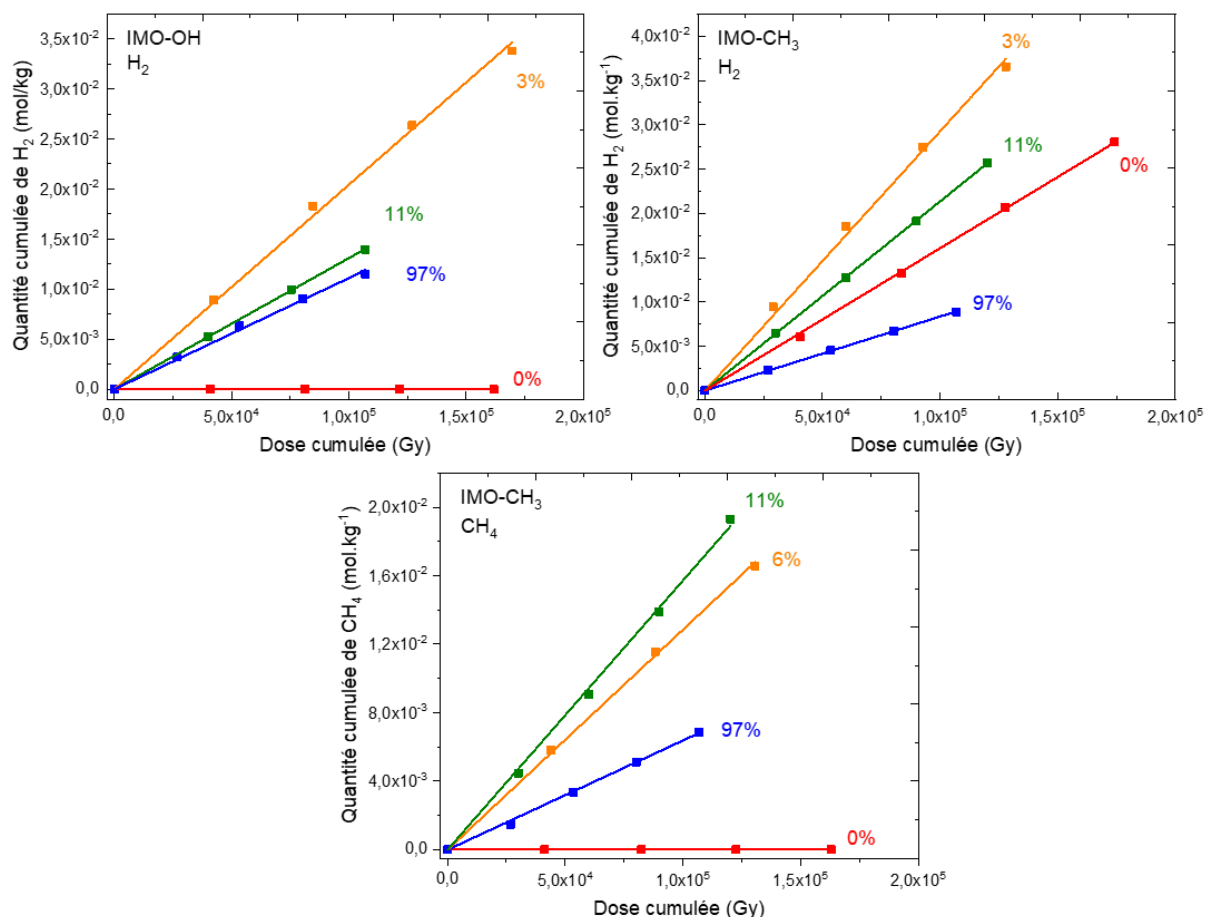 IMO-OH
H₂
3%
11%
97%
0%
3,5x10⁻²
3,0x10⁻²
2,5x10⁻²
2,0x10⁻²
1,5x10⁻²
1,0x10⁻²
5,0x10⁻³
0,0
Quantité cumulée de H₂ (mol/kg)
0,0
5,0x10⁴
1,0x10⁵
1,5x10⁵
2,0x10⁵
Dose cumulée (Gy)
IMO-CH₃
H₂
3%
11%
0%
97%
4,0x10⁻²
3,5x10⁻²
3,0x10⁻²
2,5x10⁻²
2,0x10⁻²
1,5x10⁻²
1,0x10⁻²
5,0x10⁻³
0,0
Quantité cumulée de H₂ (mol.kg⁻¹)
0,0
5,0x10⁴
1,0x10⁵
1,5x10⁵
2,0x10⁵
Dose cumulée (Gy)
IMO-CH₃
CH₄
11%
6%
97%
0%
2,0x10⁻²
1,6x10⁻²
1,2x10⁻²
8,0x10⁻³
4,0x10⁻³
0,0
Quantité cumulée de CH₄ (mol.kg⁻¹)
0,0
5,0x10⁴
1,0x10⁵
1,5x10⁵
2,0x10⁵
Dose cumulée (Gy)